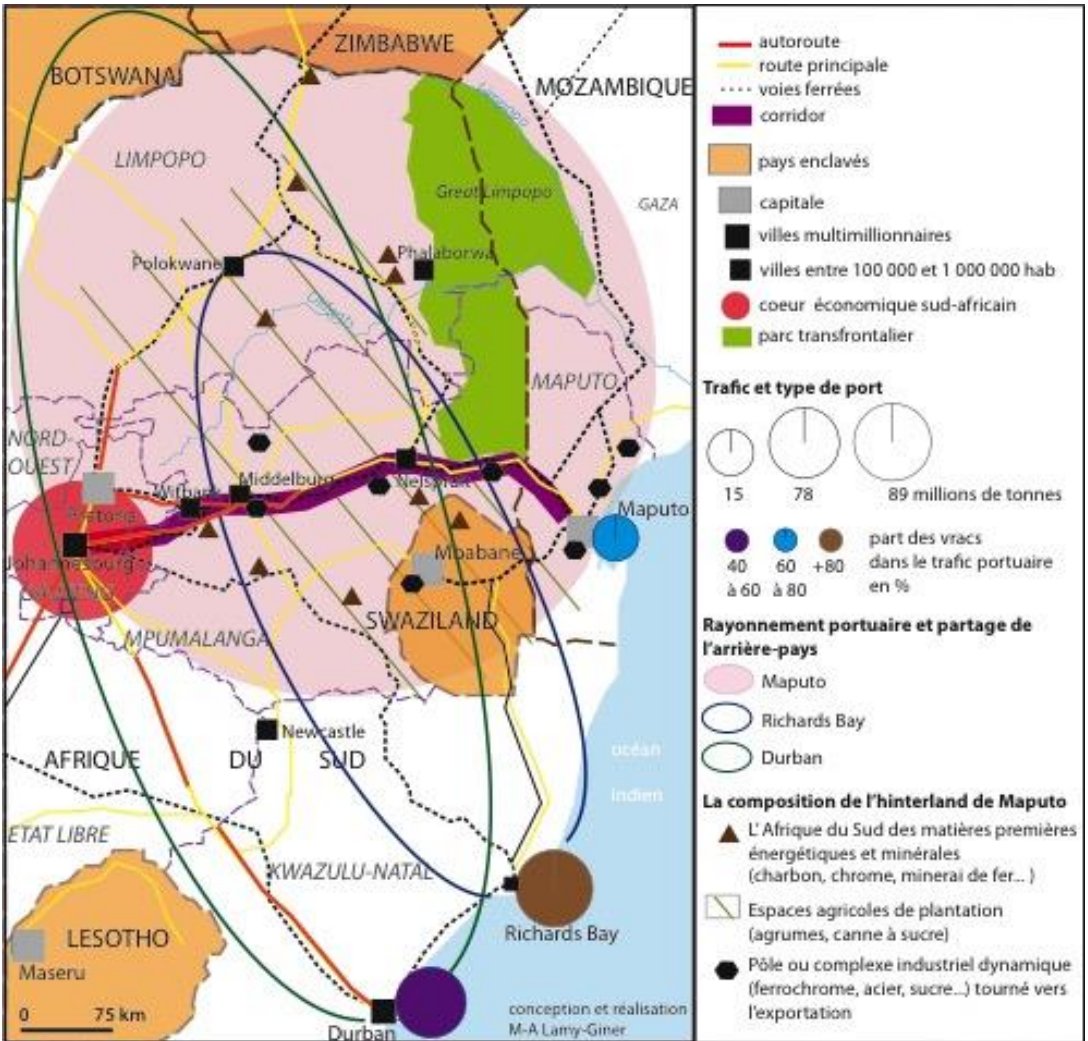 ZIMBABWE
BOTSWANA
MOZAMBIQUE
Limpopo
LIMPOPO
Great Limpopo
GAZA
Polokwane
Phalaborwa
Olifants
MAPUTO
NORD-
OUEST
Middelburg
Nelspruit
Witbank
Pretoria
Maputo
Johannesburg
Mbabane
GAUTENG
SWAZILAND
MPUMALANGA
Newcastle
océan
AFRIQUE DU SUD
Indien
ETAT LIBRE
KWAZULU-NATAL
LESOTHO
Richards Bay
Maseru
0 75 km
conception et réalisation
M-A Lamy-Giner
Durban
autoroute
route principale
voies ferrées
corridor
pays enclavés
capitale
villes multimillionnaires
villes entre 100 000 et 1 000 000 hab
coeur économique sud-africain
parc transfrontalier
Trafic et type de port
15 78 89 millions de tonnes
40 60 +80 part des vracs
à 60 à 80 dans le trafic portuaire
en %
Rayonnement portuaire et partage de
l'arrière-pays
Maputo
Richards Bay
Durban
La composition de l'hinterland de Maputo
L' Afrique du Sud des matières premières
énergétiques et minérales
(charbon, chrome, minerai de fer... )
Espaces agricoles de plantation
(agrumes, canne à sucre)
Pôle ou complexe industriel dynamique
(ferrochrome, acier, sucre...) tourné vers
l'exportation